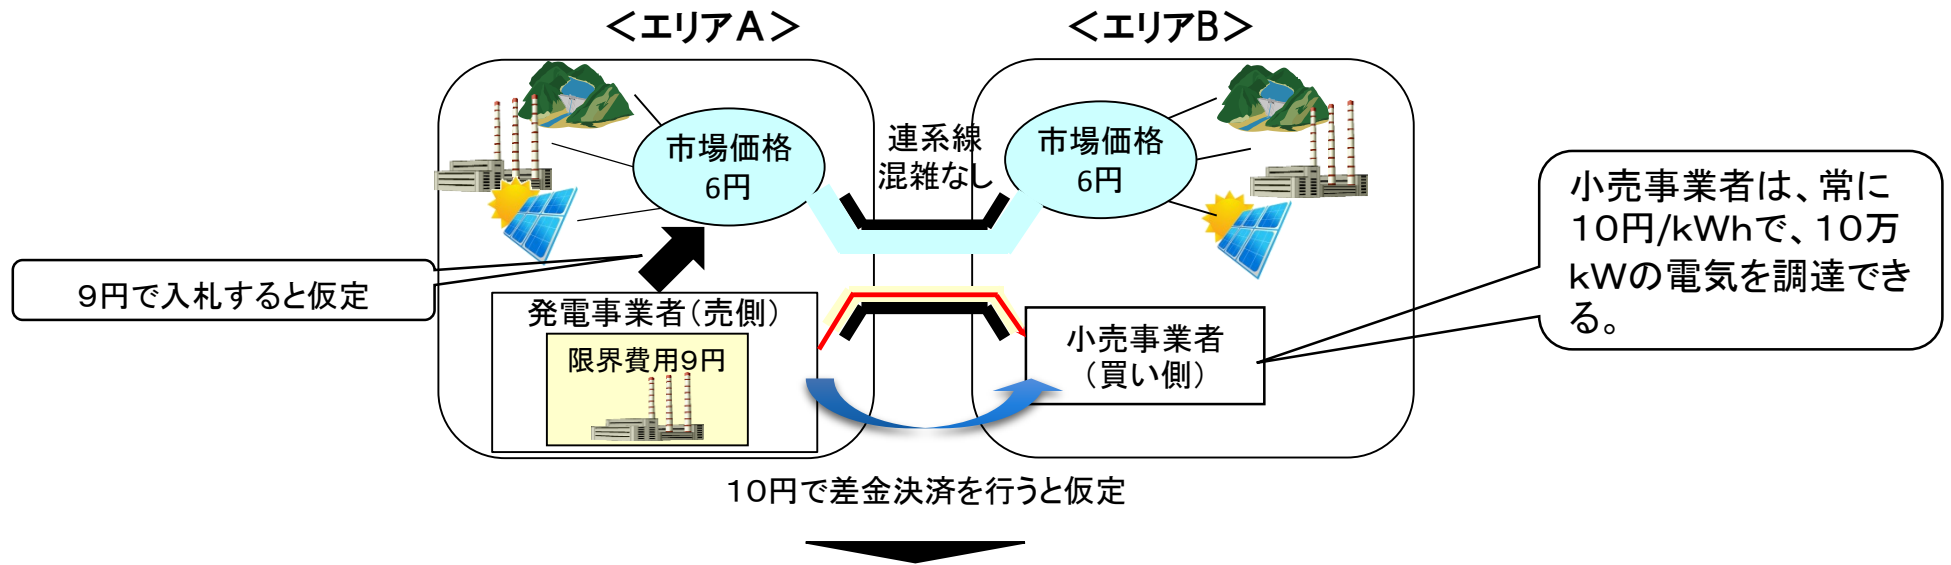 ＜エリアA＞
＜エリアB＞
市場価格
6円
連系線
混雑なし
市場価格
6円
小売事業者は、常に
10円/kWhで、10万
kWの電気を調達でき
る。
9円で入札すると仮定
発電事業者（売側）
限界費用9円
小売事業者
（買い側）
10円で差金決済を行うと仮定